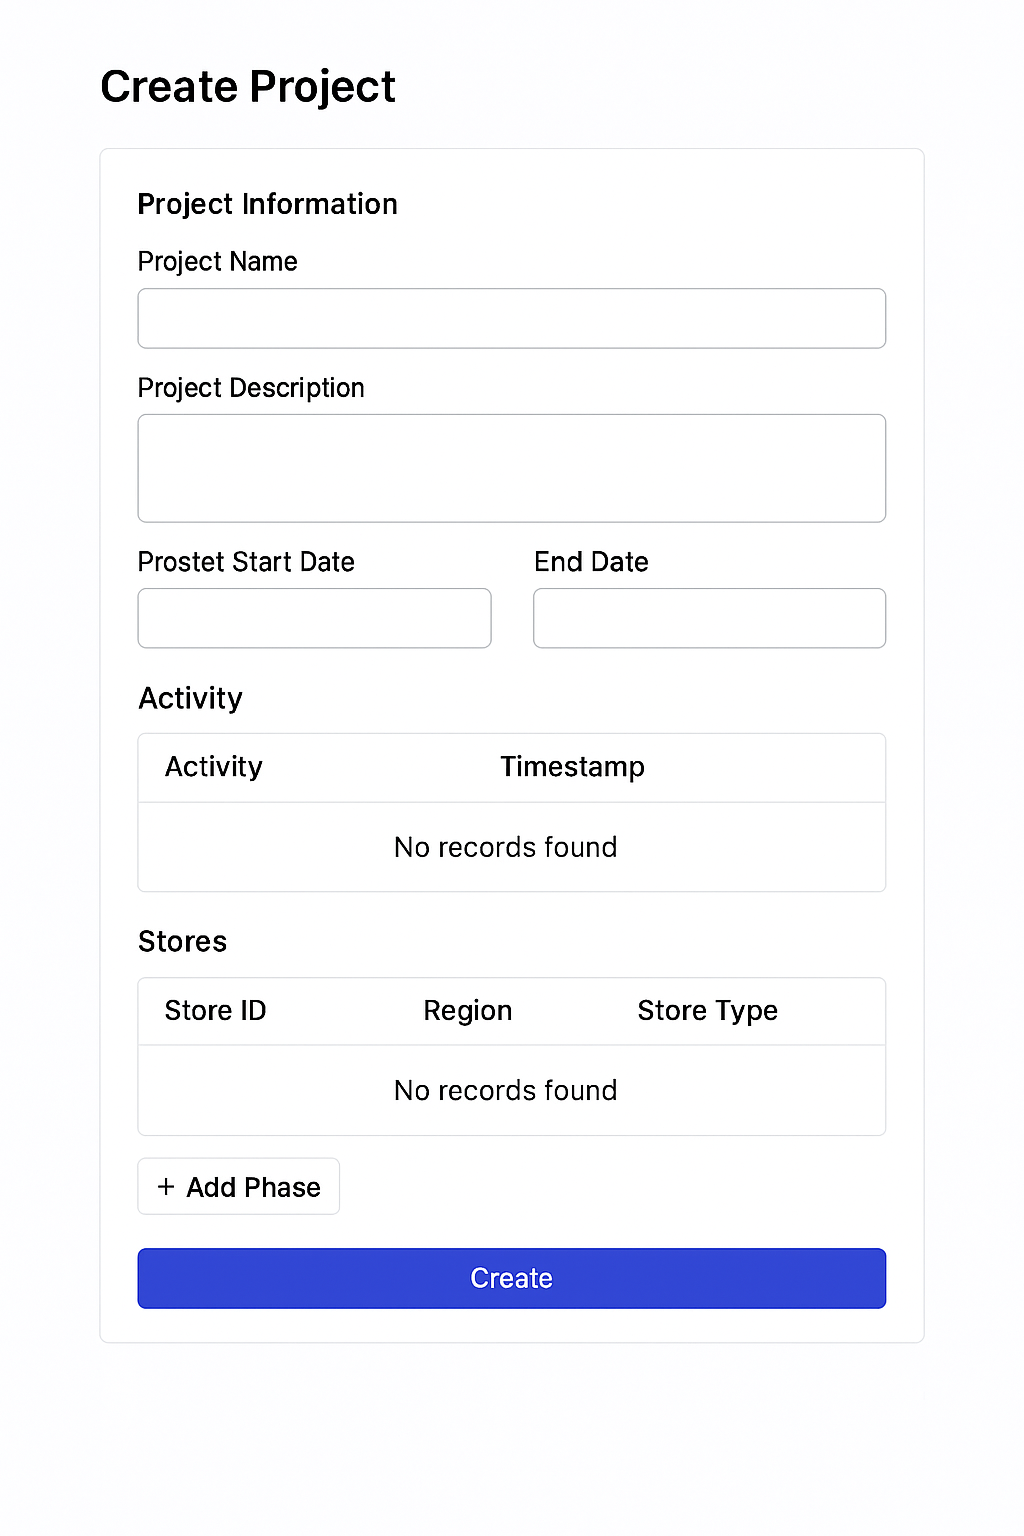 Create Project
Project Information
Project Name
Project Description
Prostet Start Date End Date
Activity
Activity Timestamp
No records found
Stores
Store ID Region Store Type
No records found
+ Add Phase
Create